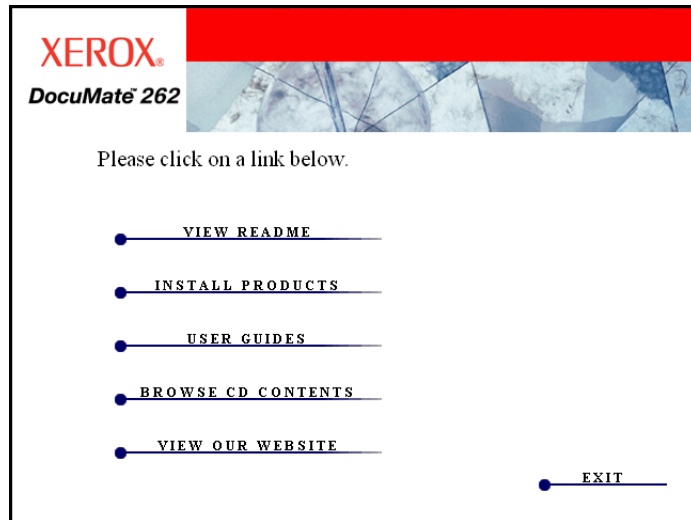 XEROX®
DocuMate™ 262
Please click on a link below.
VIEW README
INSTALL PRODUCTS
USER GUIDES
BROWSE CD CONTENTS
VIEW OUR WEBSITE
EXIT